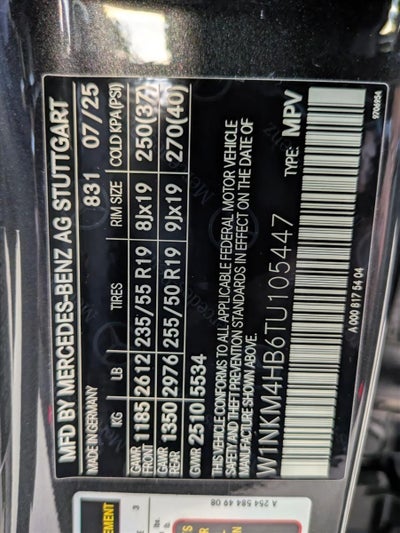 MFD BY MERCEDES-BENZ AG STUTTGART
MADE IN GERMANY 831 07/25
KG LB TIRES RIM SIZE COLD KPA(PSI)
GAWR FRONT 1185 2612 235/55 R19 8Jx19 250(37)
GAWR REAR 1350 2976 255/50 R19 9Jx19 270(40)
GVWR 2510 5534
THIS VEHICLE CONFORMS TO ALL APPLICABLE FEDERAL MOTOR VEHICLE
SAFETY AND THEFT PREVENTION STANDARDS IN EFFECT ON THE DATE OF
MANUFACTURE SHOWN ABOVE.
W1NKM4HB6TU105447 TYPE: MPV
A 000 817 54 04
A 254 584 49 08
3